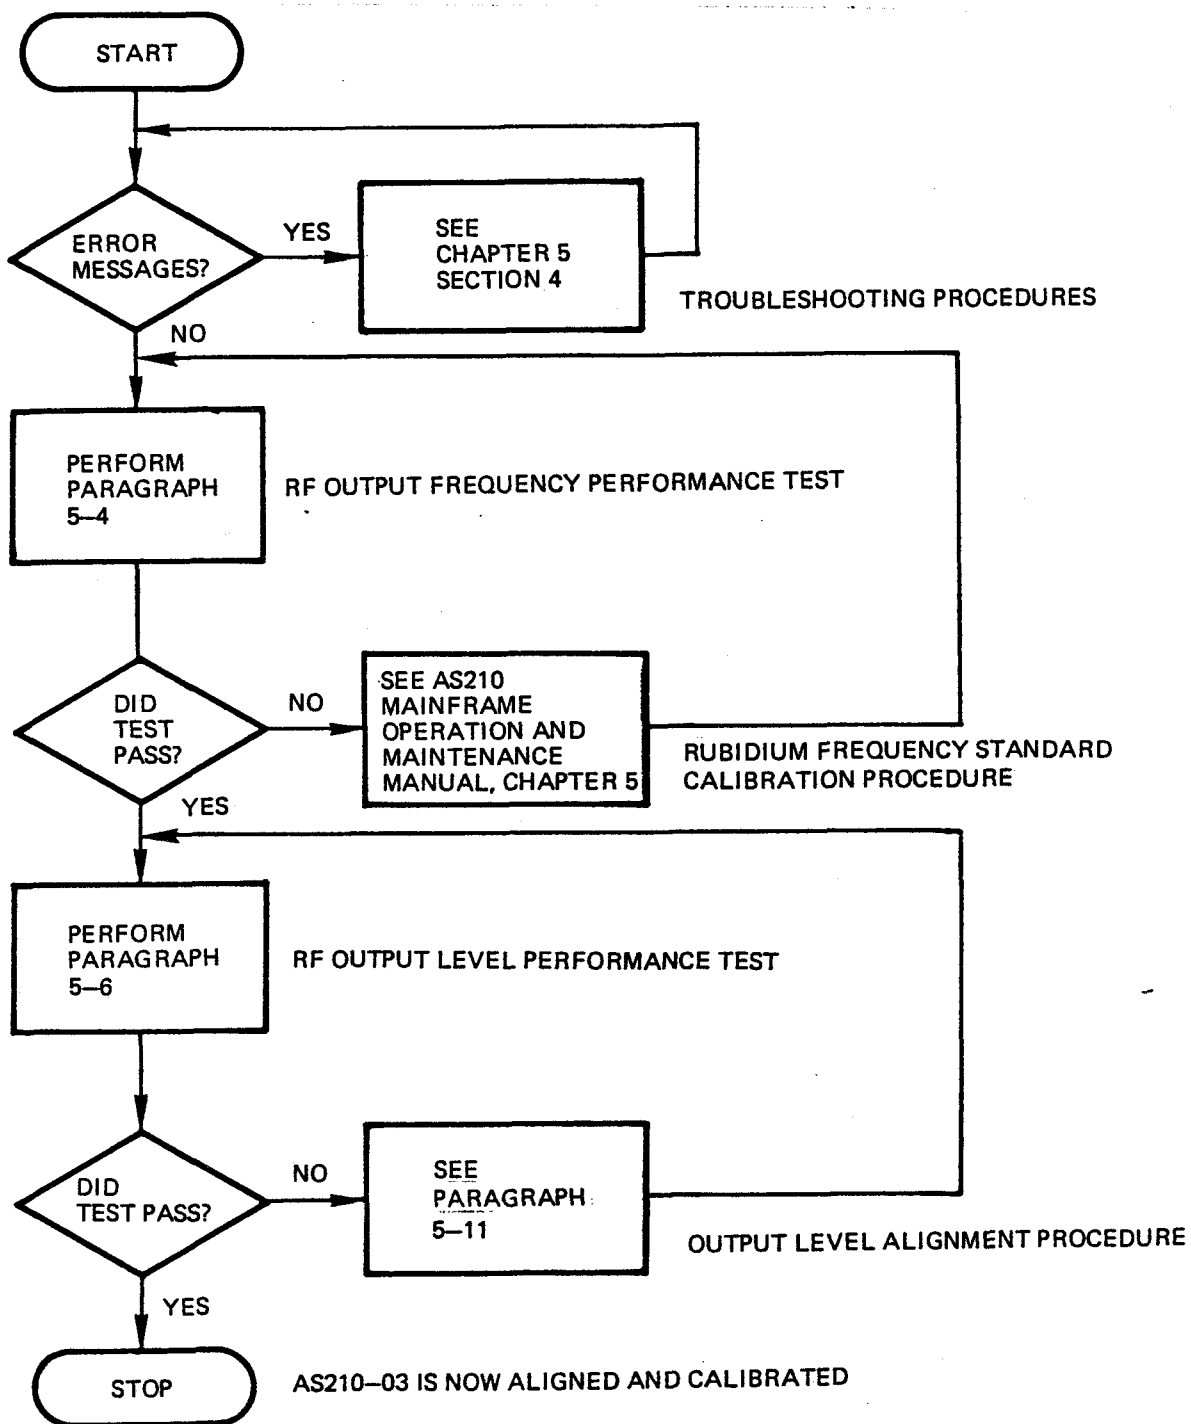 START
ERROR
MESSAGES?
YES
SEE
CHAPTER 5
SECTION 4
TROUBLESHOOTING PROCEDURES
NO
PERFORM
PARAGRAPH
5–4
RF OUTPUT FREQUENCY PERFORMANCE TEST
DID
TEST
PASS?
NO
SEE AS210
MAINFRAME
OPERATION AND
MAINTENANCE
MANUAL, CHAPTER 5
RUBIDIUM FREQUENCY STANDARD
CALIBRATION PROCEDURE
YES
PERFORM
PARAGRAPH
5–6
RF OUTPUT LEVEL PERFORMANCE TEST
DID
TEST PASS?
NO
SEE
PARAGRAPH
5–11
OUTPUT LEVEL ALIGNMENT PROCEDURE
YES
STOP
AS210–03 IS NOW ALIGNED AND CALIBRATED